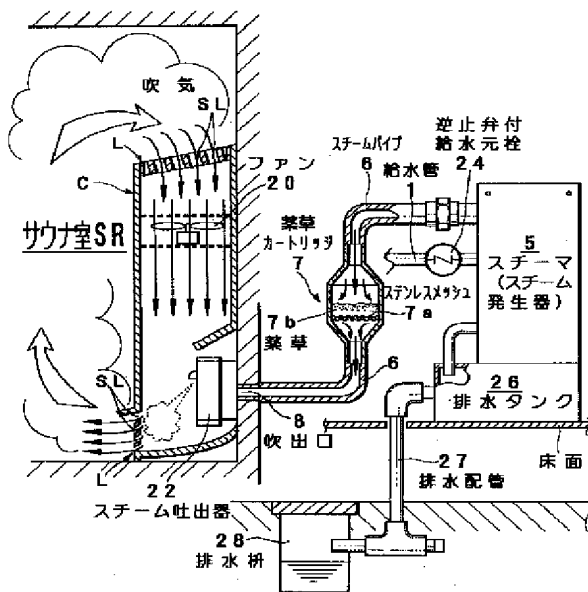 吹気
SL
L
ファン
C
20
サウナ室SR
スチームパイプ
6
逆止弁付
給水元栓
給水管
24
1
薬草
カートリッジ
7
ステンレスメッシュ
7b
薬草
7a
5
スチーマ
(スチーム
発生器)
6
26
排水タンク
SL
8
吹出口
床面
L
22
スチーム吐出器
27
排水配管
28
排水枡